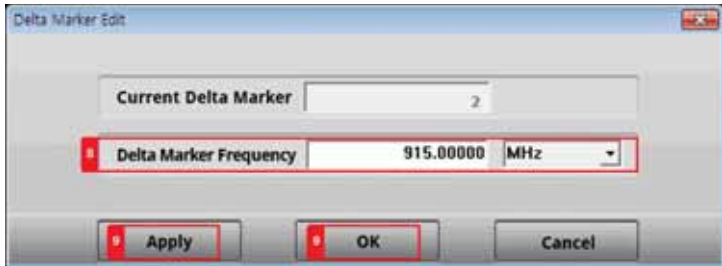 Delta Marker Edit
Current Delta Marker 2
8 Delta Marker Frequency 915.00000 MHz
9 Apply 9 OK Cancel